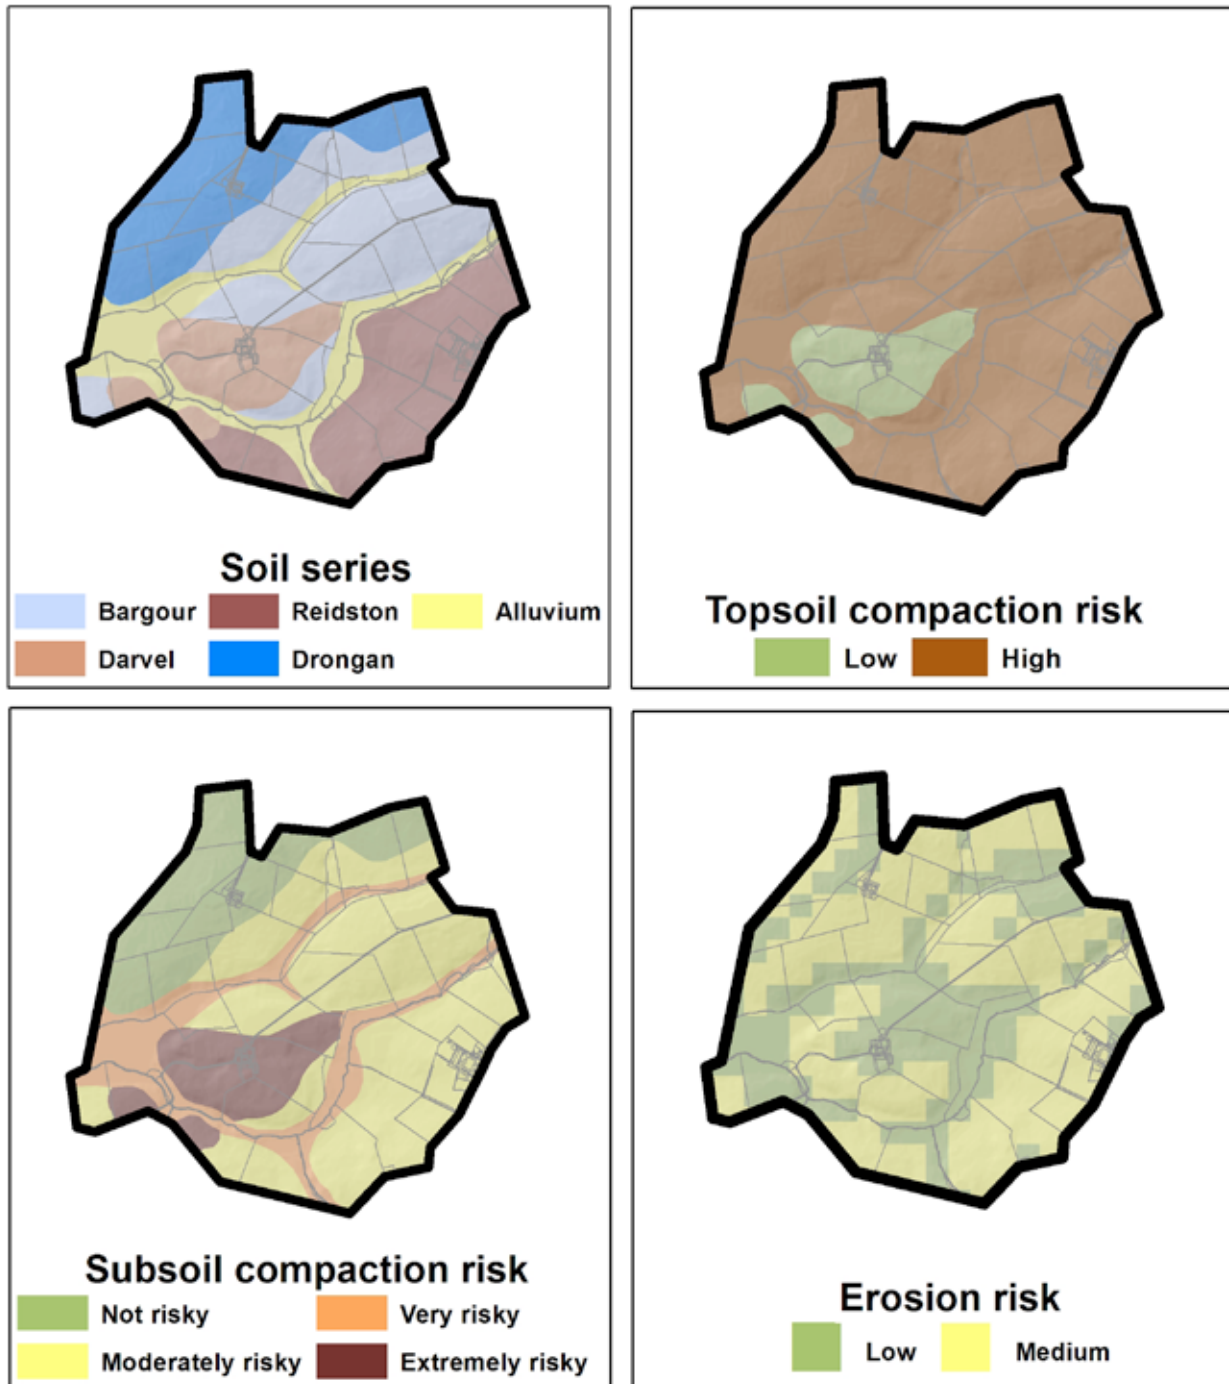 Soil series
Bargour Reidston Alluvium
Darvel Drongan
Topsoil compaction risk
Low High
Subsoil compaction risk
Not risky Very risky
Moderately risky Extremely risky
Erosion risk
Low Medium